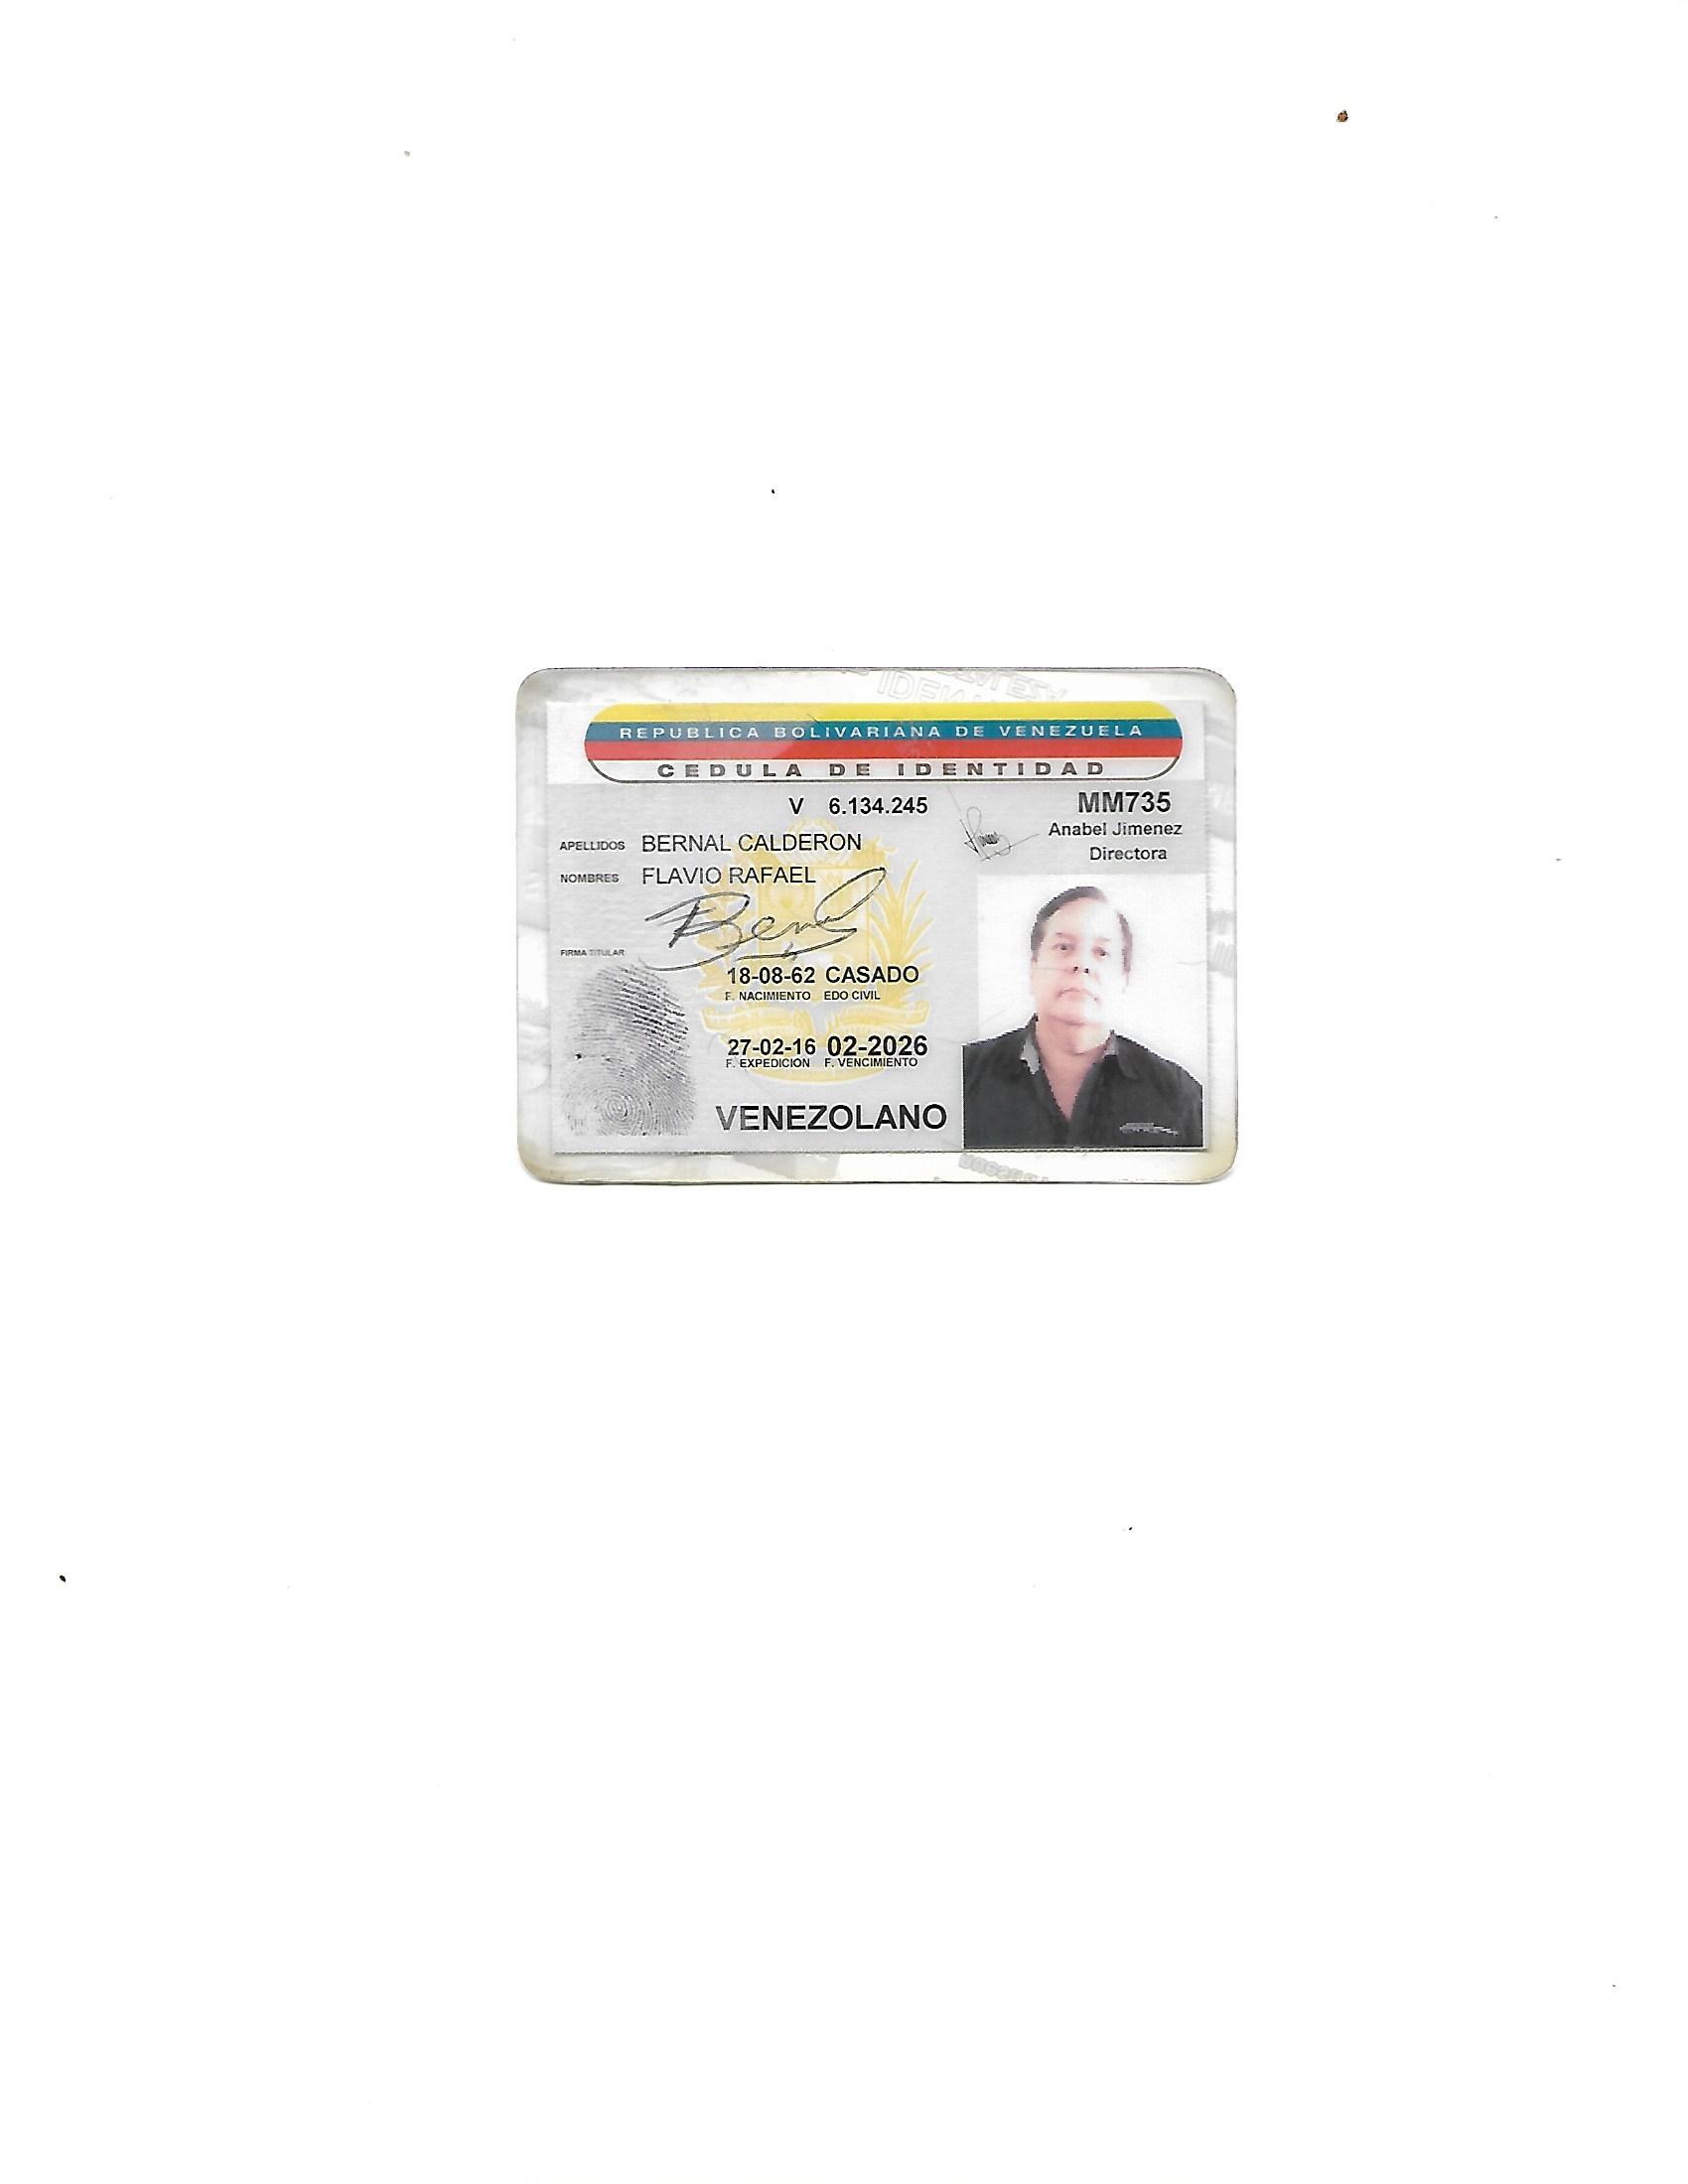 REPUBLICA BOLIVARIANA DE VENEZUELA
CEDULA DE IDENTIDAD
V 6.134.245
MM735
Anabel Jimenez
Directora
APELLIDOS BERNAL CALDERON
NOMBRES FLAVIO RAFAEL
Bernal
FIRMA TITULAR
18-08-62 CASADO
F. NACIMIENTO EDO CIVIL
27-02-16 02-2026
F. EXPEDICION F. VENCIMIENTO
VENEZOLANO